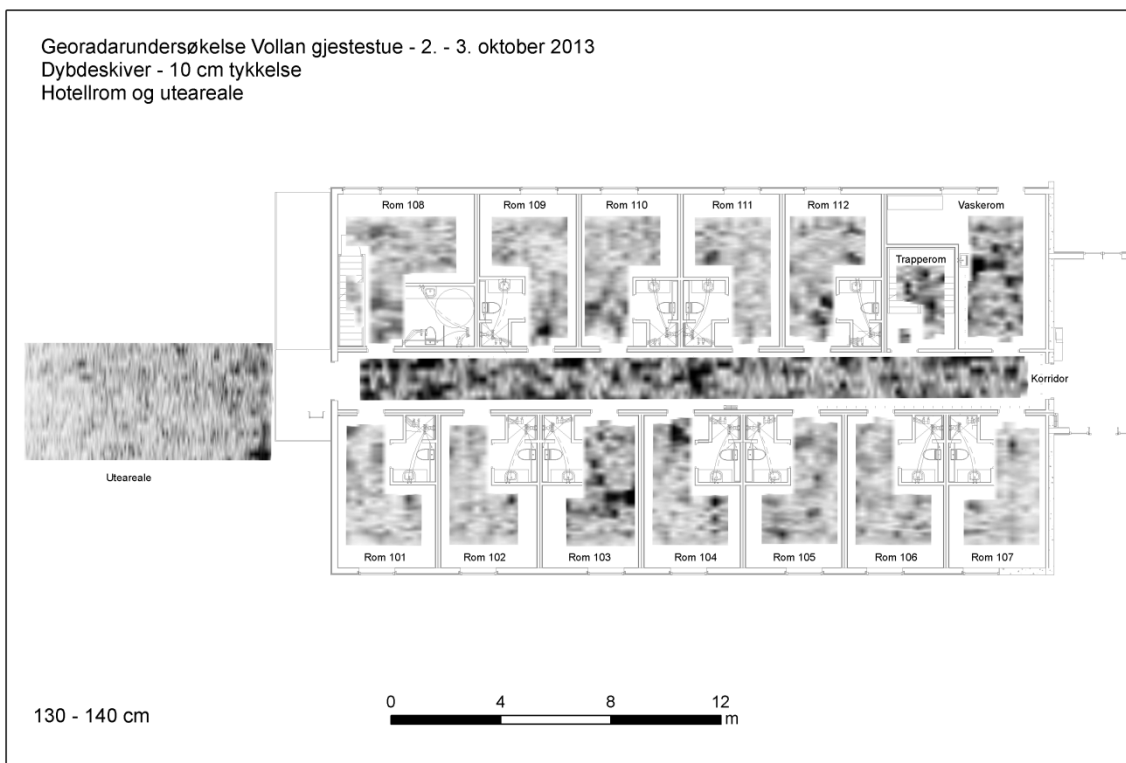 Georadarundersøkelse Vollan gjestestue - 2. - 3. oktober 2013
Dybdeskiver - 10 cm tykkelse
Hotellrom og uteareale
Rom 108
Rom 109
Rom 110
Rom 111
Rom 112
Vaskerom
Trapperom
Korridor
Uteareale
Rom 101
Rom 102
Rom 103
Rom 104
Rom 105
Rom 106
Rom 107
130 - 140 cm
0 4 8 12
m